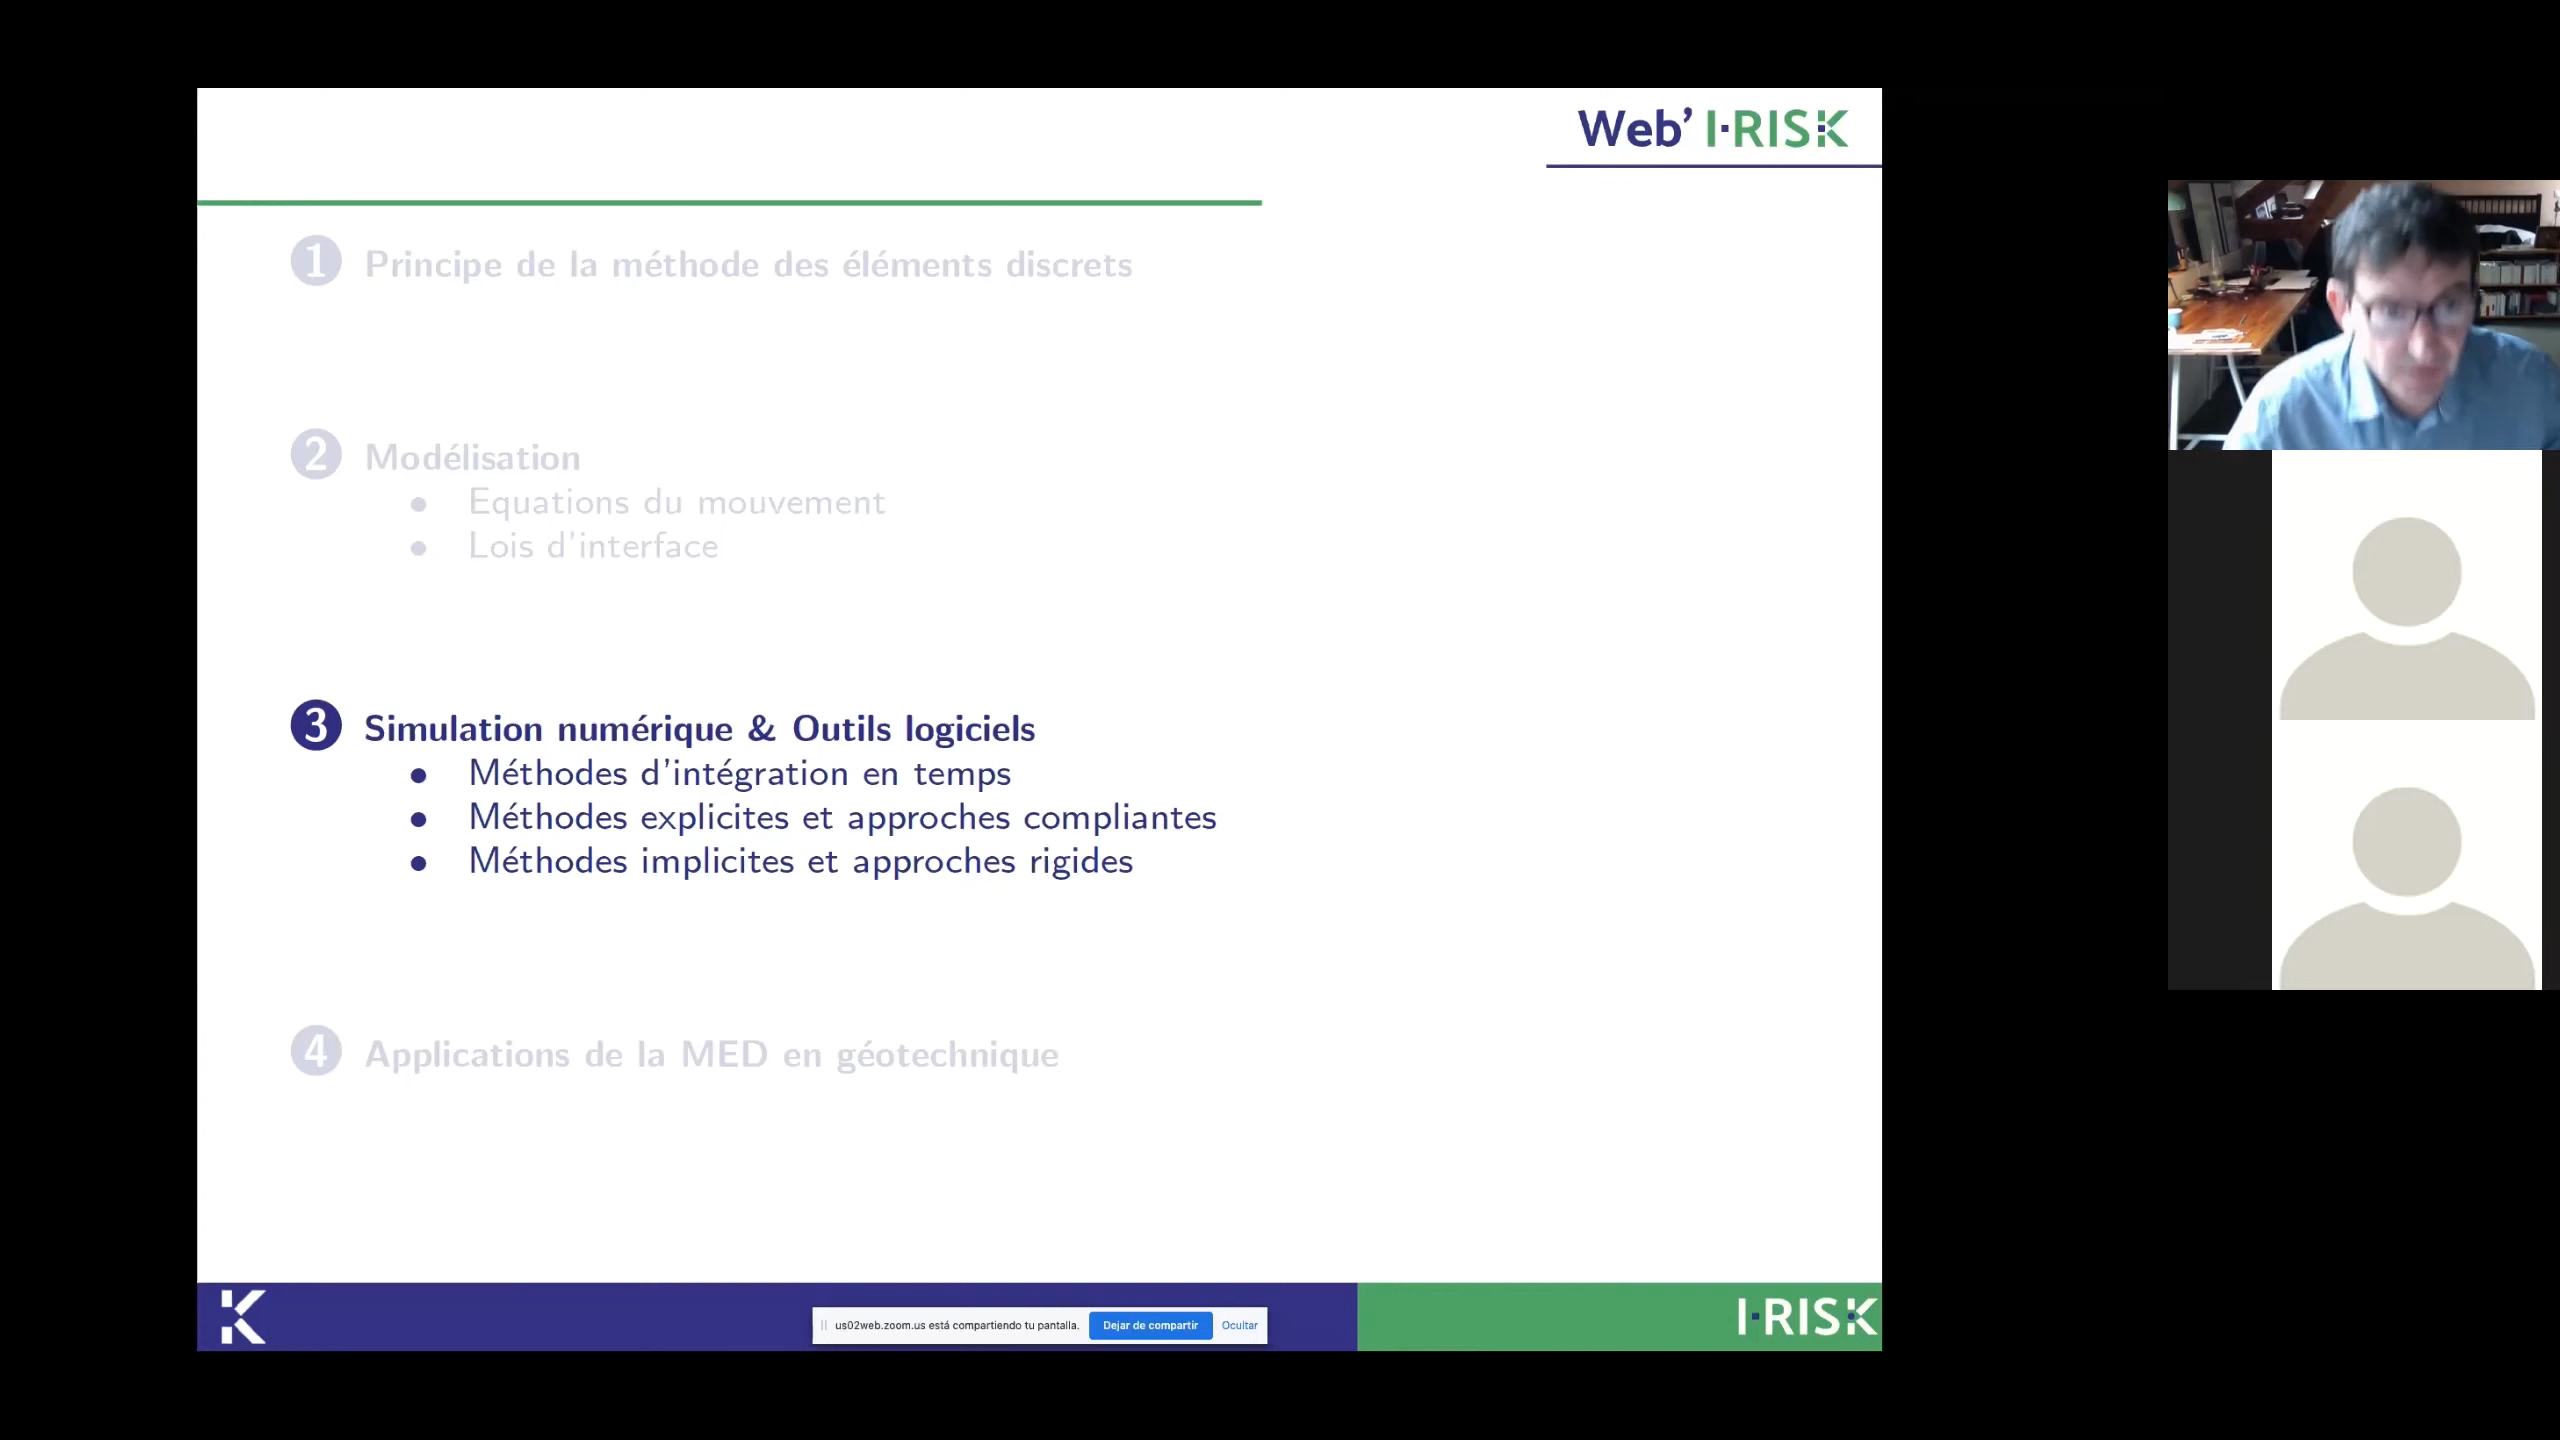 Web' I·RISK
1 Principe de la méthode des éléments discrets
2 Modélisation
• Equations du mouvement
• Lois d'interface
3 Simulation numérique & Outils logiciels
• Méthodes d'intégration en temps
• Méthodes explicites et approches compliantes
• Méthodes implicites et approches rigides
4 Applications de la MED en géotechnique
K
us02web.zoom.us está compartiendo tu pantalla. Dejar de compartir Ocultar
I·RISK